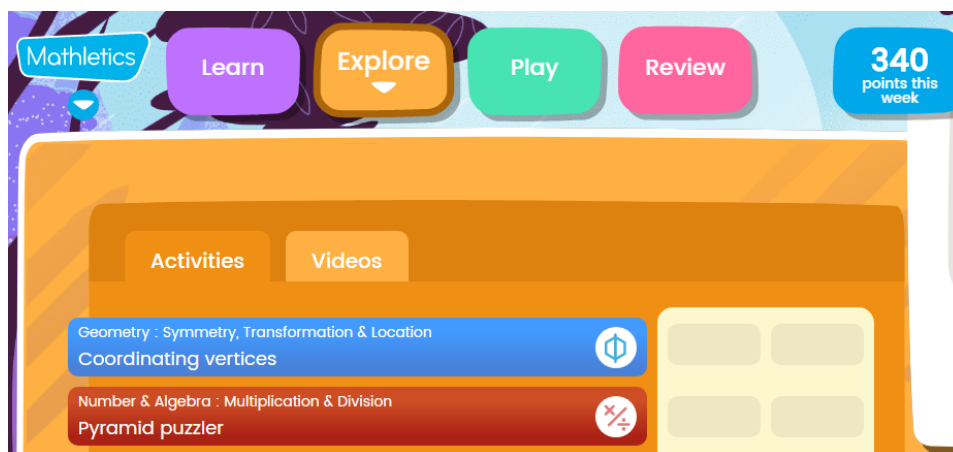 Mathletics
Learn
Explore
Play
Review
340
points this
week
Activities
Videos
Geometry : Symmetry, Transformation & Location
Coordinating vertices
Number & Algebra : Multiplication & Division
Pyramid puzzler